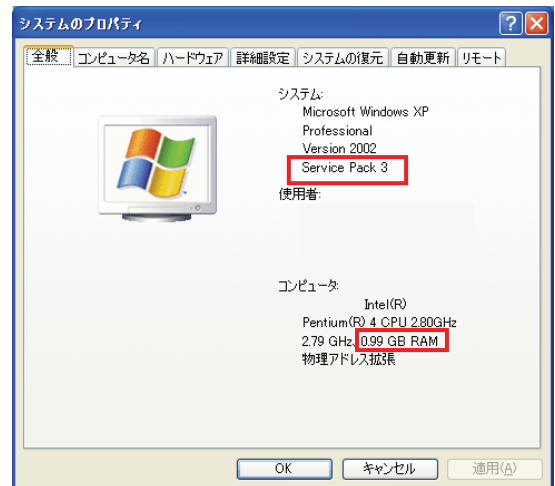 システムのプロパティ
全般 コンピュータ名 ハードウェア 詳細設定 システムの復元 自動更新 リモート
システム:
Microsoft Windows XP
Professional
Version 2002
Service Pack 3
使用者:
コンピュータ:
Intel(R)
Pentium(R) 4 CPU 2.80GHz
2.79 GHz、0.99 GB RAM
物理アドレス拡張
OK キャンセル 適用(A)